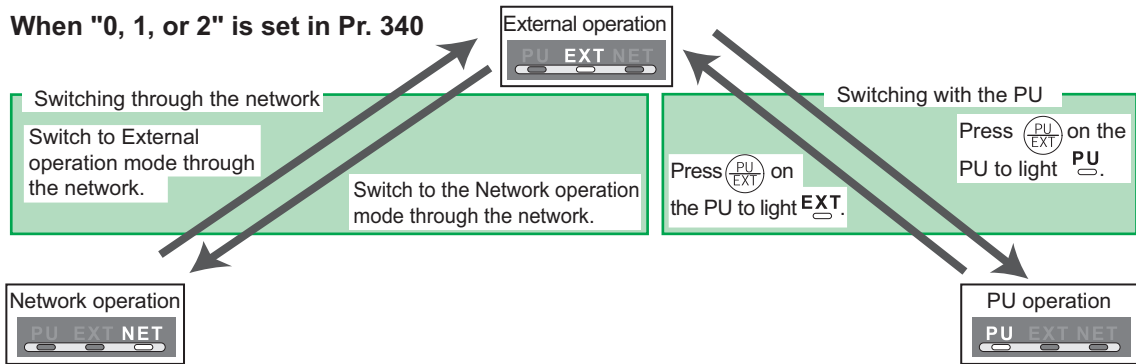 When "0, 1, or 2" is set in Pr. 340
External operation
PU EXT NET
Switching through the network
Switch to External
operation mode through
the network.
Switch to the Network operation
mode through the network.
Switching with the PU
Press PU/EXT on
the PU to light EXT.
Press PU/EXT on the
PU to light PU.
Network operation
PU EXT NET
PU operation
PU EXT NET